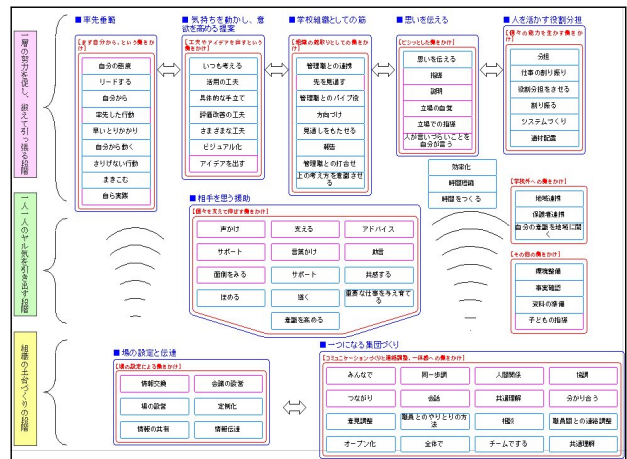 一層の努力を促し、鍛えて引っ張る段階
■率先垂範
【まず自分から、という働きかけ】
自分の態度
リードする
自分から
率先した行動
早いとりかかり
自分から動く
さりげない行動
まきこむ
自ら実践
■気持ちを動かし、意欲を高める提案
【工夫やアイデアを出すという働きかけ】
いつも考える
活用の工夫
具体的な手立て
評価改善の工夫
さまざまな工夫
ビジュアル化
アイデアを出す
■学校組織としての筋
【組織の舵取りとしての働きかけ】
管理職との連携
先を見通す
管理職とのパイプ役
方向づけ
見通しをもたせる
報告
管理職との打合せ
上の考え方を意識させる
■思いを伝える
【ビシッとした働きかけ】
思いを伝える
指導
説明
立場の自覚
立場での指導
人が言いづらいことを自分が言う
■人を活かす役割分担
【個々の能力を生かす働きかけ】
分担
仕事の割り振り
役割分担をさせる
割り振る
システムづくり
適材配置
効率化
時間短縮
時間をつくる
【学校外への働きかけ】
地域連携
保護者連携
自分の意識を地域に開く
【その他の働きかけ】
環境整備
事実確認
資料の準備
子どもの指導
一人一人のヤル気を引き出す段階
■相手を思う援助
【個々を支えて伸ばす働きかけ】
声かけ
支える
アドバイス
サポート
言葉かけ
助言
面倒をみる
サポート
共感する
ほめる
導く
重要な仕事を与え育てる
意識を高める
組織の土台づくりの段階
■場の設定と伝達
【場の設定による働きかけ】
情報交換
会議の設営
場の設営
定例化
情報の共有
情報伝達
■一つになる集団づくり
【コミュニケーションづくりと連絡調整、一体感への働きかけ】
みんなで
同一歩調
人間関係
協調
つながり
会話
共通理解
分かり合う
意見調整
職員とのやりとりの方法
相談
職員間との連絡調整
オープン化
全体で
チームでする
共通理解